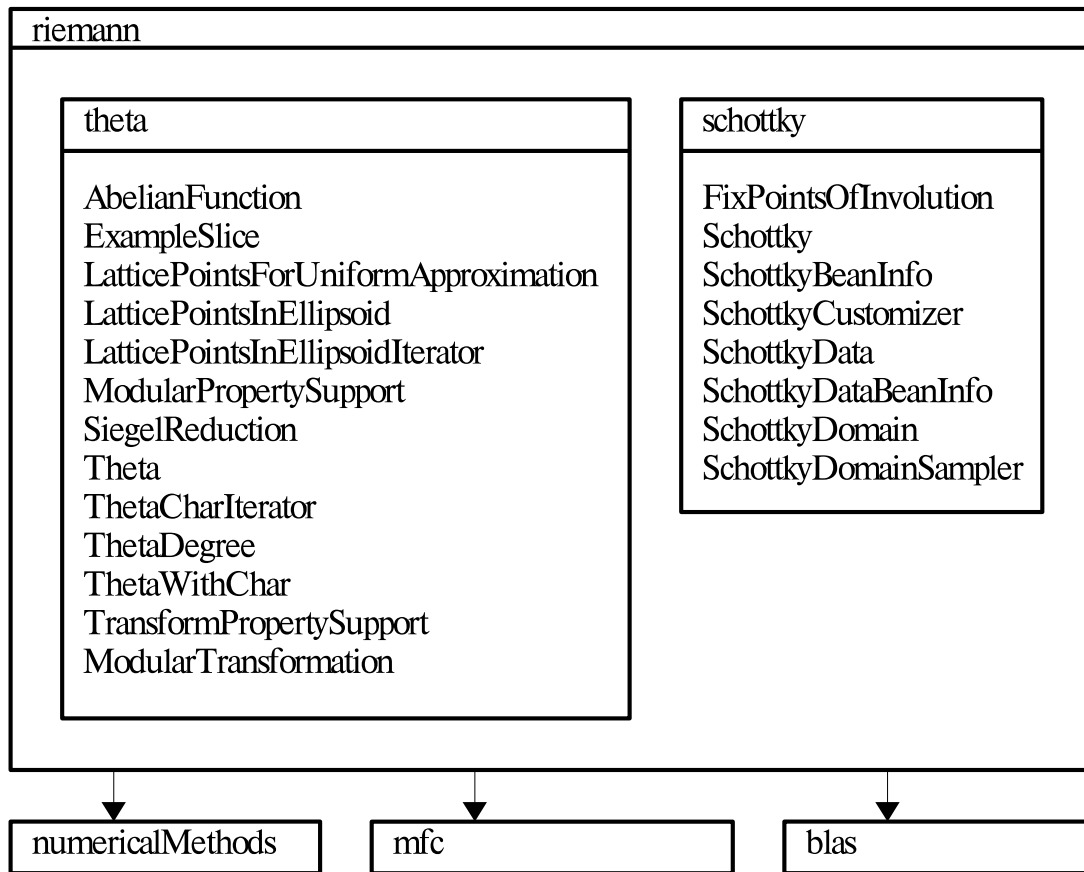 riemann
theta
AbelianFunction
ExampleSlice
LatticePointsForUniformApproximation
LatticePointsInEllipsoid
LatticePointsInEllipsoidIterator
ModularPropertySupport
SiegelReduction
Theta
ThetaCharIterator
ThetaDegree
ThetaWithChar
TransformPropertySupport
ModularTransformation
schottky
FixPointsOfInvolution
Schottky
SchottkyBeanInfo
SchottkyCustomizer
SchottkyData
SchottkyDataBeanInfo
SchottkyDomain
SchottkyDomainSampler
numericalMethods
mfc
blas